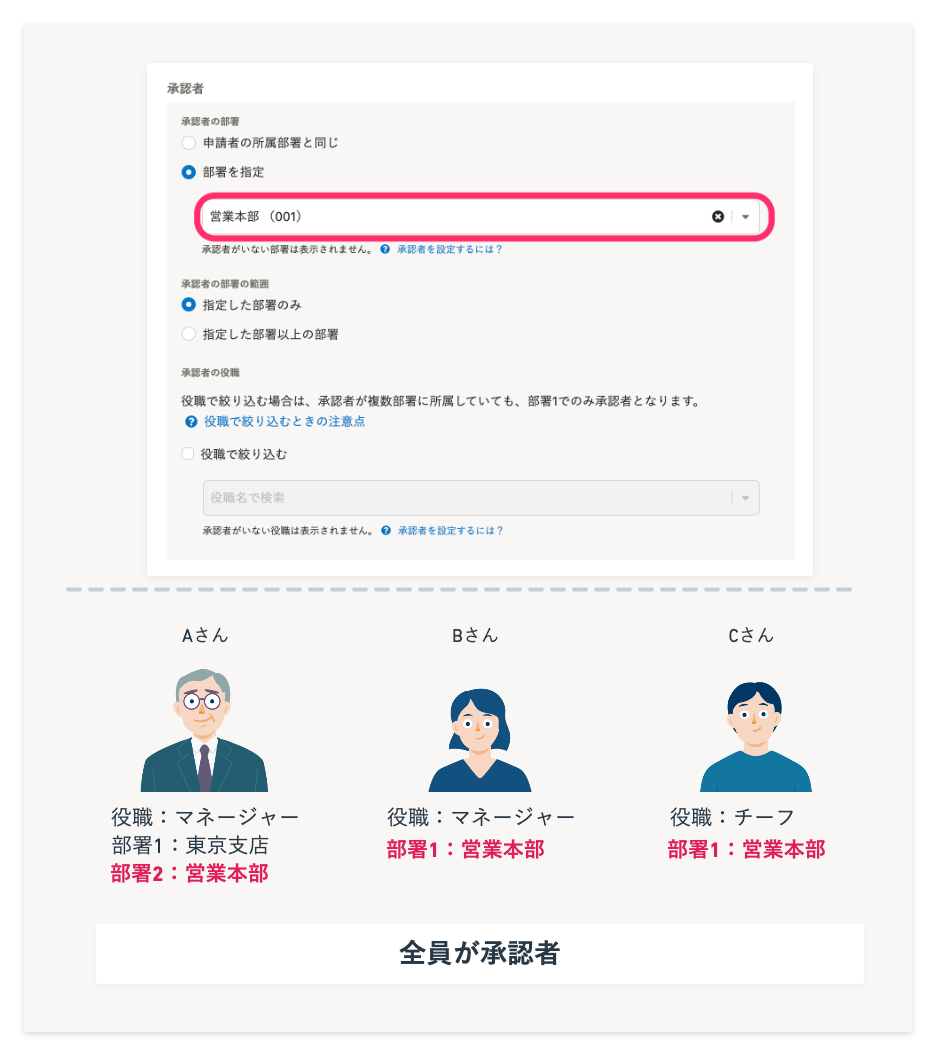 承認者
承認者の部署
申請者の所属部署と同じ
部署を指定
営業本部 （001）
承認者がいない部署は表示されません。 ? 承認者を設定するには？
承認者の部署の範囲
指定した部署のみ
指定した部署以上の部署
承認者の役職
役職で絞り込む場合は、承認者が複数部署に所属していても、部署1でのみ承認者となります。
? 役職で絞り込むときの注意点
役職で絞り込む
役職名で検索
承認者がいない役職は表示されません。 ? 承認者を設定するには？
Aさん
役職：マネージャー
部署1：東京支店
部署2：営業本部
Bさん
役職：マネージャー
部署1：営業本部
Cさん
役職：チーフ
部署1：営業本部
全員が承認者